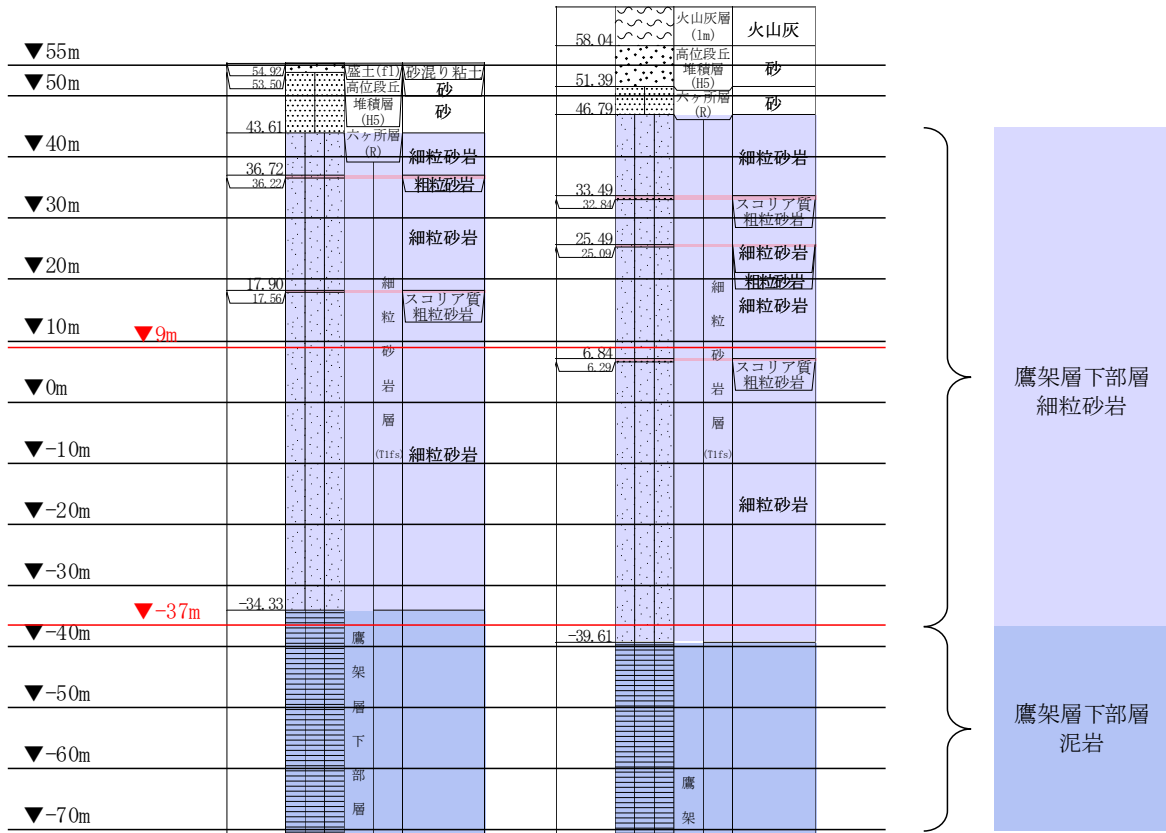 ▼55m
▼50m
▼40m
▼30m
▼20m
▼10m
▼9m
▼0m
▼-10m
▼-20m
▼-30m
▼-37m
▼-40m
▼-50m
▼-60m
▼-70m
54.92
53.50
43.61
36.72
36.22
17.90
17.56
-34.33
盛土(fl)
高位段丘
堆積層
(H5)
六ヶ所層
(R)
細粒砂岩層
(T1fs)
鷹架層下部層
砂混り粘土
砂
砂
細粒砂岩
粗粒砂岩
細粒砂岩
スコリア質
粗粒砂岩
細粒砂岩
58.04
51.39
46.79
33.49
32.84
25.49
25.09
6.84
6.29
-39.61
火山灰層
(lm)
高位段丘
堆積層
(H5)
六ヶ所層
(R)
細粒砂岩層
(T1fs)
鷹架
火山灰
砂
砂
細粒砂岩
スコリア質
粗粒砂岩
細粒砂岩
粗粒砂岩
細粒砂岩
スコリア質
粗粒砂岩
細粒砂岩
鷹架層下部層
細粒砂岩
鷹架層下部層
泥岩